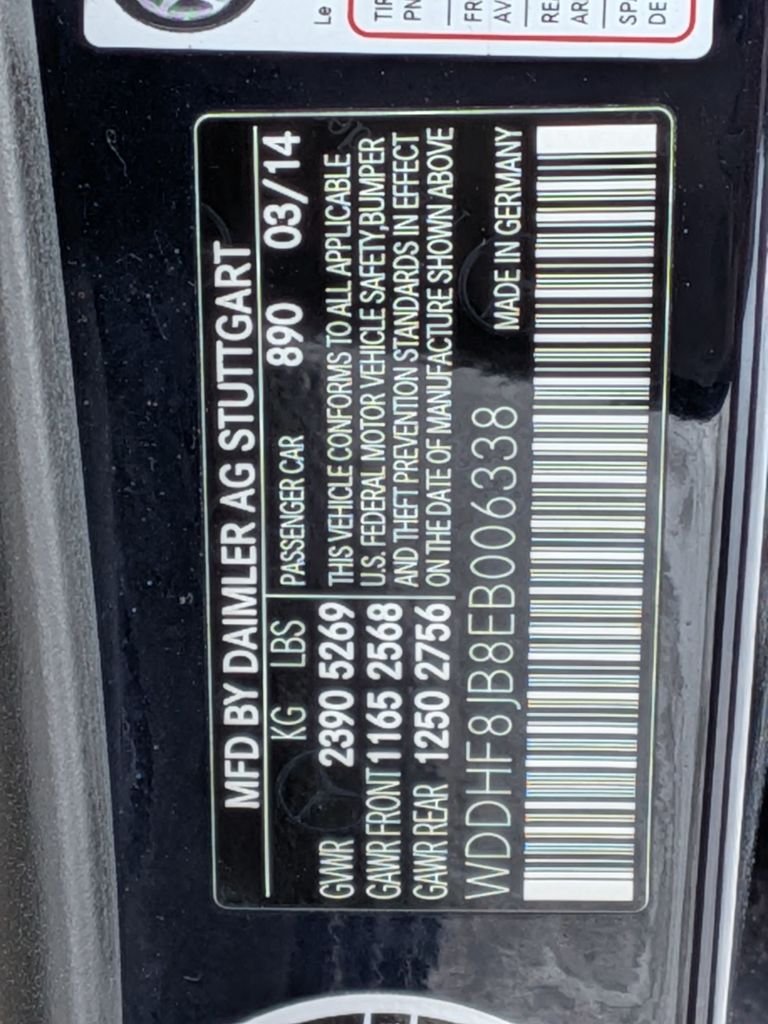 MFD BY DAIMLER AG STUTTGART
KG LBS PASSENGER CAR 890 03/14
GVWR 2390 5269 THIS VEHICLE CONFORMS TO ALL APPLICABLE
GAWR FRONT 1165 2568 U.S. FEDERAL MOTOR VEHICLE SAFETY,BUMPER
AND THEFT PREVENTION STANDARDS IN EFFECT
GAWR REAR 1250 2756 ON THE DATE OF MANUFACTURE SHOWN ABOVE
WDDHF8JB8EB006338 MADE IN GERMANY
Le